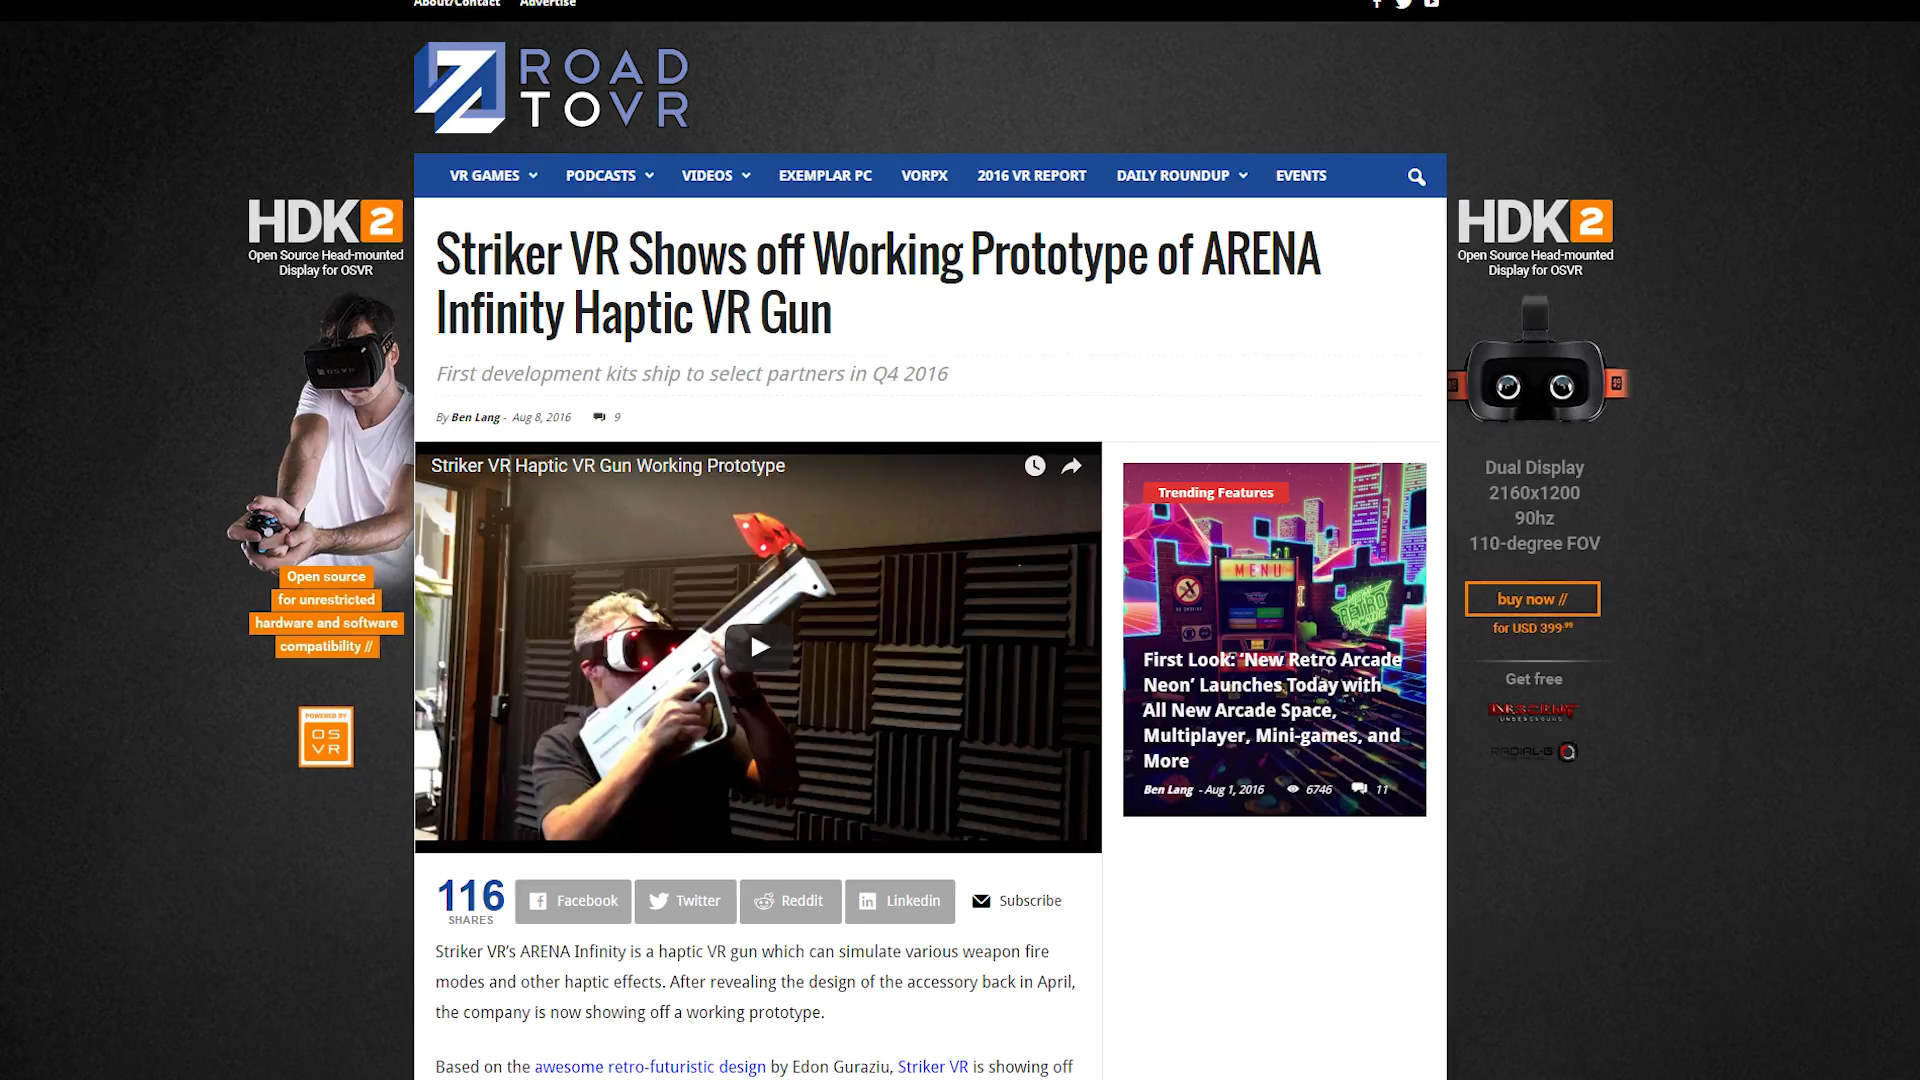 About/Contact Advertise
ROAD
TO VR
VR GAMES PODCASTS VIDEOS EXEMPLAR PC VORPX 2016 VR REPORT DAILY ROUNDUP EVENTS
HDK2
Open Source Head-mounted
Display for OSVR
Open source
for unrestricted
hardware and software
compatibility //
POWERED BY
OS
VR
Striker VR Shows off Working Prototype of ARENA
Infinity Haptic VR Gun
First development kits ship to select partners in Q4 2016
By Ben Lang - Aug 8, 2016 9
Striker VR Haptic VR Gun Working Prototype
116
SHARES
Facebook Twitter Reddit Linkedin Subscribe
Striker VR's ARENA Infinity is a haptic VR gun which can simulate various weapon fire
modes and other haptic effects. After revealing the design of the accessory back in April,
the company is now showing off a working prototype.
Based on the awesome retro-futuristic design by Edon Guraziu, Striker VR is showing off
Trending Features
MENU
RETRO
First Look: ‘New Retro Arcade
Neon’ Launches Today with
All New Arcade Space,
Multiplayer, Mini-games, and
More
Ben Lang - Aug 1, 2016 6746 11
HDK2
Open Source Head-mounted
Display for OSVR
Dual Display
2160x1200
90hz
110-degree FOV
buy now //
for USD 399.99
Get free
DESCENT
UNDERGROUND
RADIAL-G